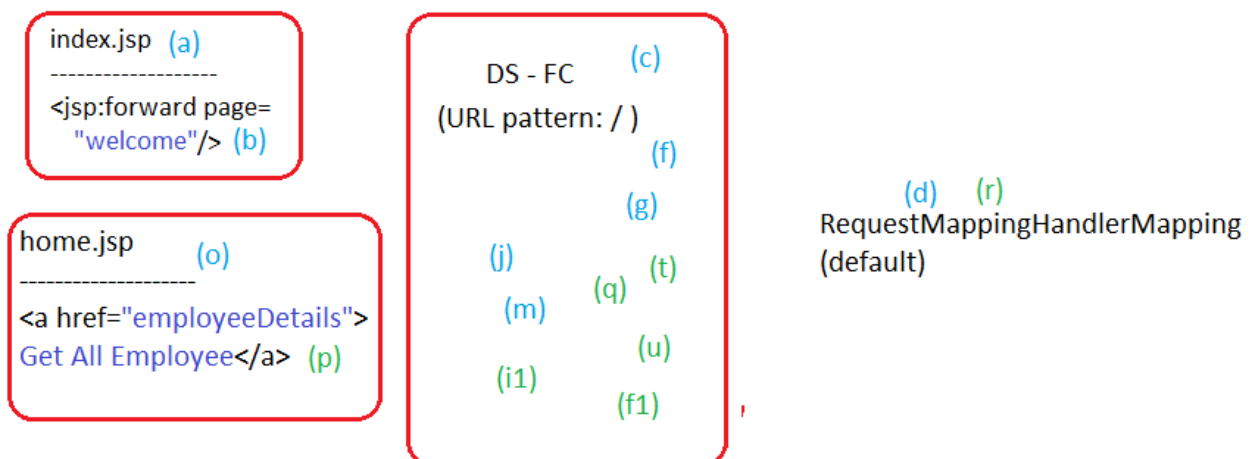 index.jsp (a)
-------------------
<jsp:forward page=
"welcome"/> (b)
home.jsp (o)
--------------------
<a href="employeeDetails">
Get All Employee</a> (p)
DS - FC (c)
(URL pattern: / )
(f)
(g)
(j)
(t)
(q)
(m)
(u)
(i1)
(f1)
,
(d) (r)
RequestMappingHandlerMapping
(default)